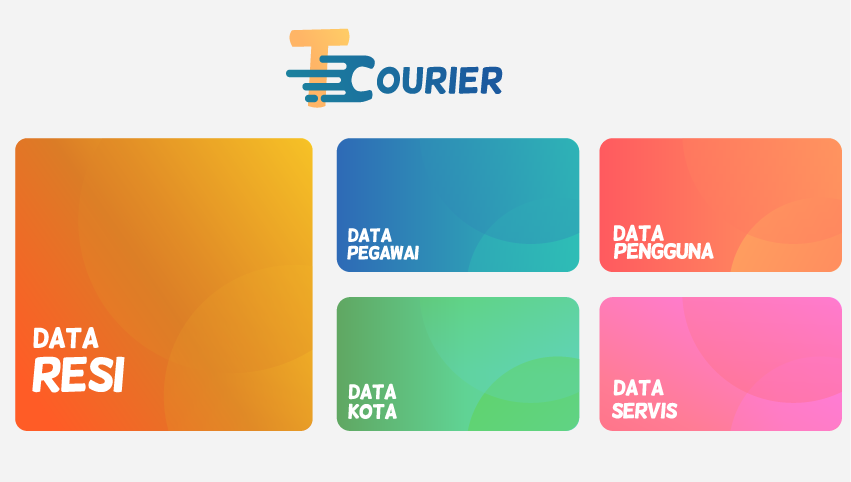 TCOURIER
DATA
RESI
DATA
PEGAWAI
DATA
PENGGUNA
DATA
KOTA
DATA
SERVIS